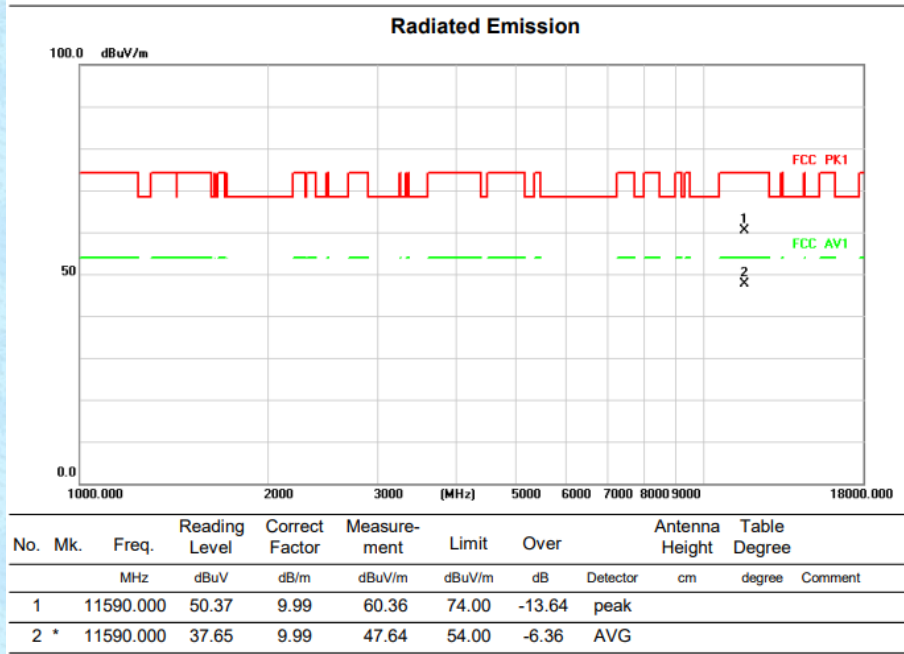 Radiated Emission
100.0 dBuV/m
FCC PK1
1
X
FCC AV1
50
2
X
0.0
1000.000 2000 3000 (MHz) 5000 6000 7000 8000 9000 18000.000
No. Mk. Freq. Reading Level Correct Factor Measure-ment Limit Over Antenna Height Table Degree
MHz dBuV dB/m dBuV/m dBuV/m dB Detector cm degree Comment
1 11590.000 50.37 9.99 60.36 74.00 -13.64 peak
2 * 11590.000 37.65 9.99 47.64 54.00 -6.36 AVG